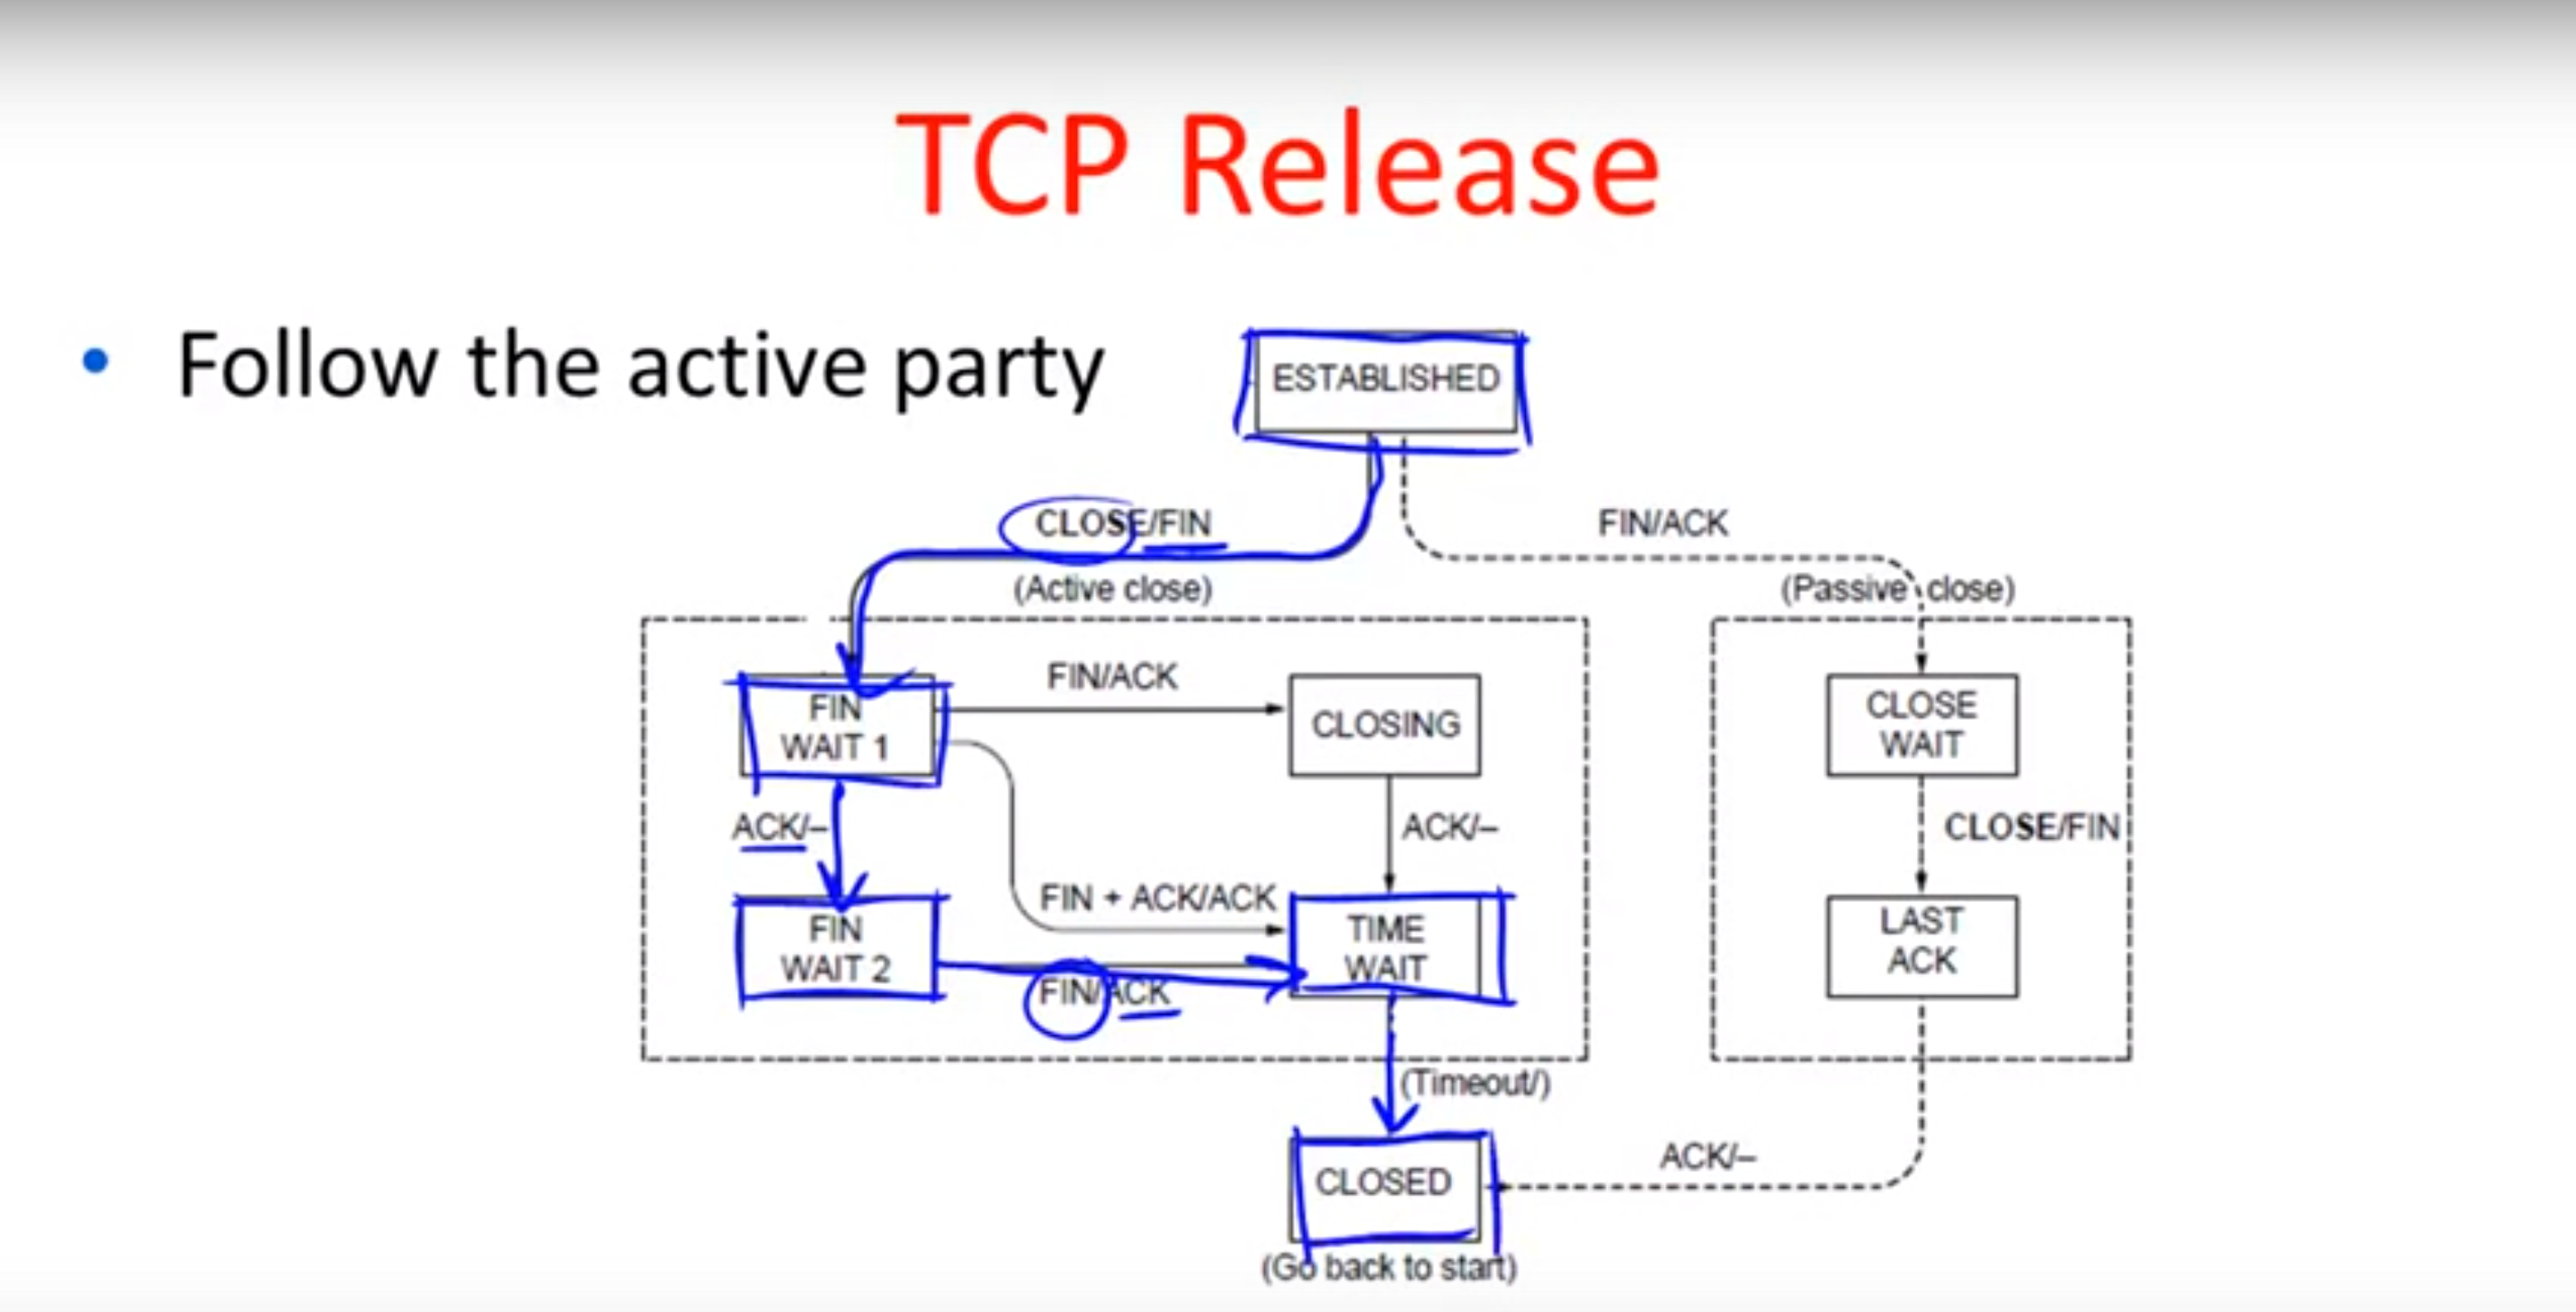 TCP Release
• Follow the active party
ESTABLISHED
CLOSE/FIN
FIN/ACK
(Active close)
(Passive close)
FIN
WAIT 1
FIN/ACK
CLOSING
CLOSE
WAIT
ACK/–
ACK/–
CLOSE/FIN
FIN + ACK/ACK
FIN
WAIT 2
TIME
WAIT
LAST
ACK
FIN/ACK
(Timeout/)
ACK/–
CLOSED
(Go back to start)